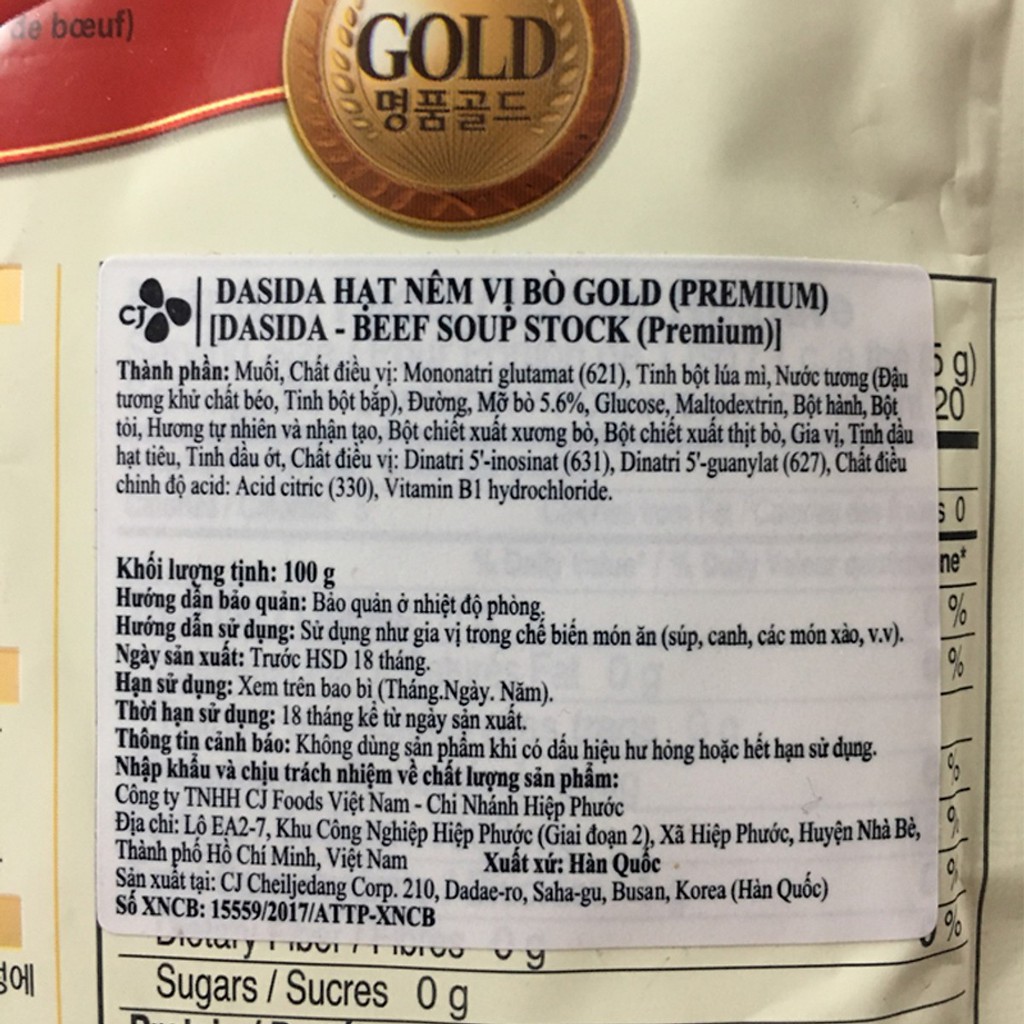 de bœuf)
GOLD
명품골드
CJ
DASIDA HẠT NÊM VỊ BÒ GOLD (PREMIUM)
[DASIDA - BEEF SOUP STOCK (Premium)]
Thành phần: Muối, Chất điều vị: Mononatri glutamat (621), Tinh bột lúa mì, Nước tương (Đậu
tương khử chất béo, Tinh bột bắp), Đường, Mỡ bò 5.6%, Glucose, Maltodextrin, Bột hành, Bột
tỏi, Hương tự nhiên và nhận tạo, Bột chiết xuất xương bò, Bột chiết xuất thịt bò, Gia vị, Tinh dầu
hạt tiêu, Tinh dầu ớt, Chất điều vị: Dinatri 5'-inosinat (631), Dinatri 5'-guanylat (627), Chất điều
chỉnh độ acid: Acid citric (330), Vitamin B1 hydrochloride.
Khối lượng tịnh: 100 g
Hướng dẫn bảo quản: Bảo quản ở nhiệt độ phòng.
Hướng dẫn sử dụng: Sử dụng như gia vị trong chế biến món ăn (súp, canh, các món xào, v.v).
Ngày sản xuất: Trước HSD 18 tháng.
Hạn sử dụng: Xem trên bao bì (Tháng.Ngày. Năm).
Thời hạn sử dụng: 18 tháng kể từ ngày sản xuất.
Thông tin cảnh báo: Không dùng sản phẩm khi có dấu hiệu hư hỏng hoặc hết hạn sử dụng.
Nhập khẩu và chịu trách nhiệm về chất lượng sản phẩm:
Công ty TNHH CJ Foods Việt Nam - Chi Nhánh Hiệp Phước
Địa chỉ: Lô EA2-7, Khu Công Nghiệp Hiệp Phước (Giai đoạn 2), Xã Hiệp Phước, Huyện Nhà Bè,
Thành phố Hồ Chí Minh, Việt Nam Xuất xứ: Hàn Quốc
Sản xuất tại: CJ Cheiljedang Corp. 210, Dadae-ro, Saha-gu, Busan, Korea (Hàn Quốc)
Số XNCB: 15559/2017/ATTP-XNCB
5 g)
20
s 0
ne*
%
%
%
%
%
%
Dietary Fiber / Fibres 0 g
Sugars / Sucres 0 g